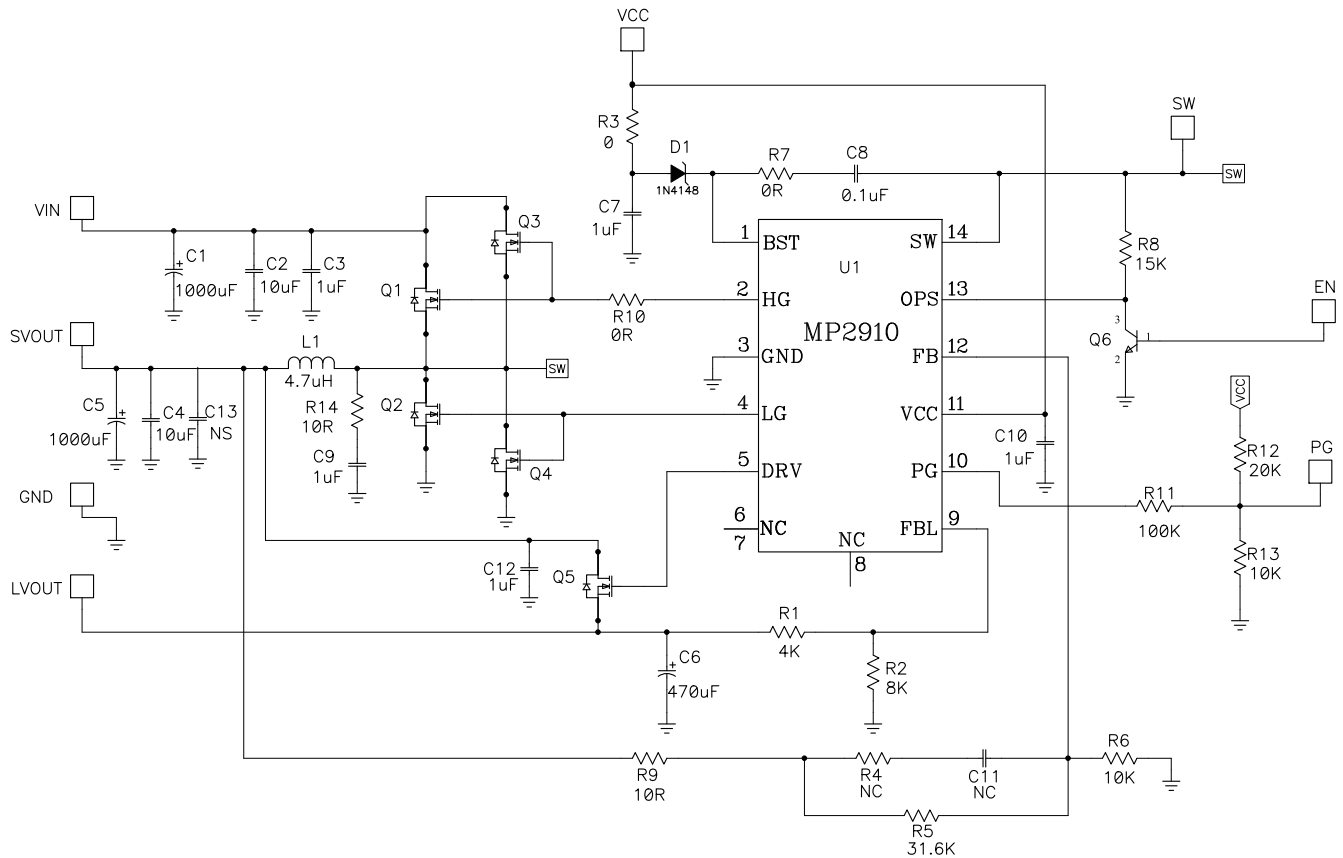 VCC
SW
R3
0
D1
1N4148
R7
0R
C8
0.1uF
SW
VIN
C1
+
1000uF
C2
10uF
C3
1uF
Q3
C7
1uF
1
BST
SW
14
U1
R8
15K
Q1
R10
0R
2
HG
OPS
13
EN
MP2910
SVOUT
L1
4.7uH
SW
3
GND
FB
12
Q6
3
1
2
C5
+
1000uF
C4
10uF
C13
NS
R14
10R
Q2
4
LG
VCC
11
VCC
C9
1uF
Q4
5
DRV
PG
10
C10
1uF
R12
20K
PG
GND
6
NC
7
NC
8
FBL
9
R11
100K
R13
10K
C12
1uF
Q5
LVOUT
R1
4K
C6
+
470uF
R2
8K
R9
10R
R4
NC
C11
NC
R6
10K
R5
31.6K